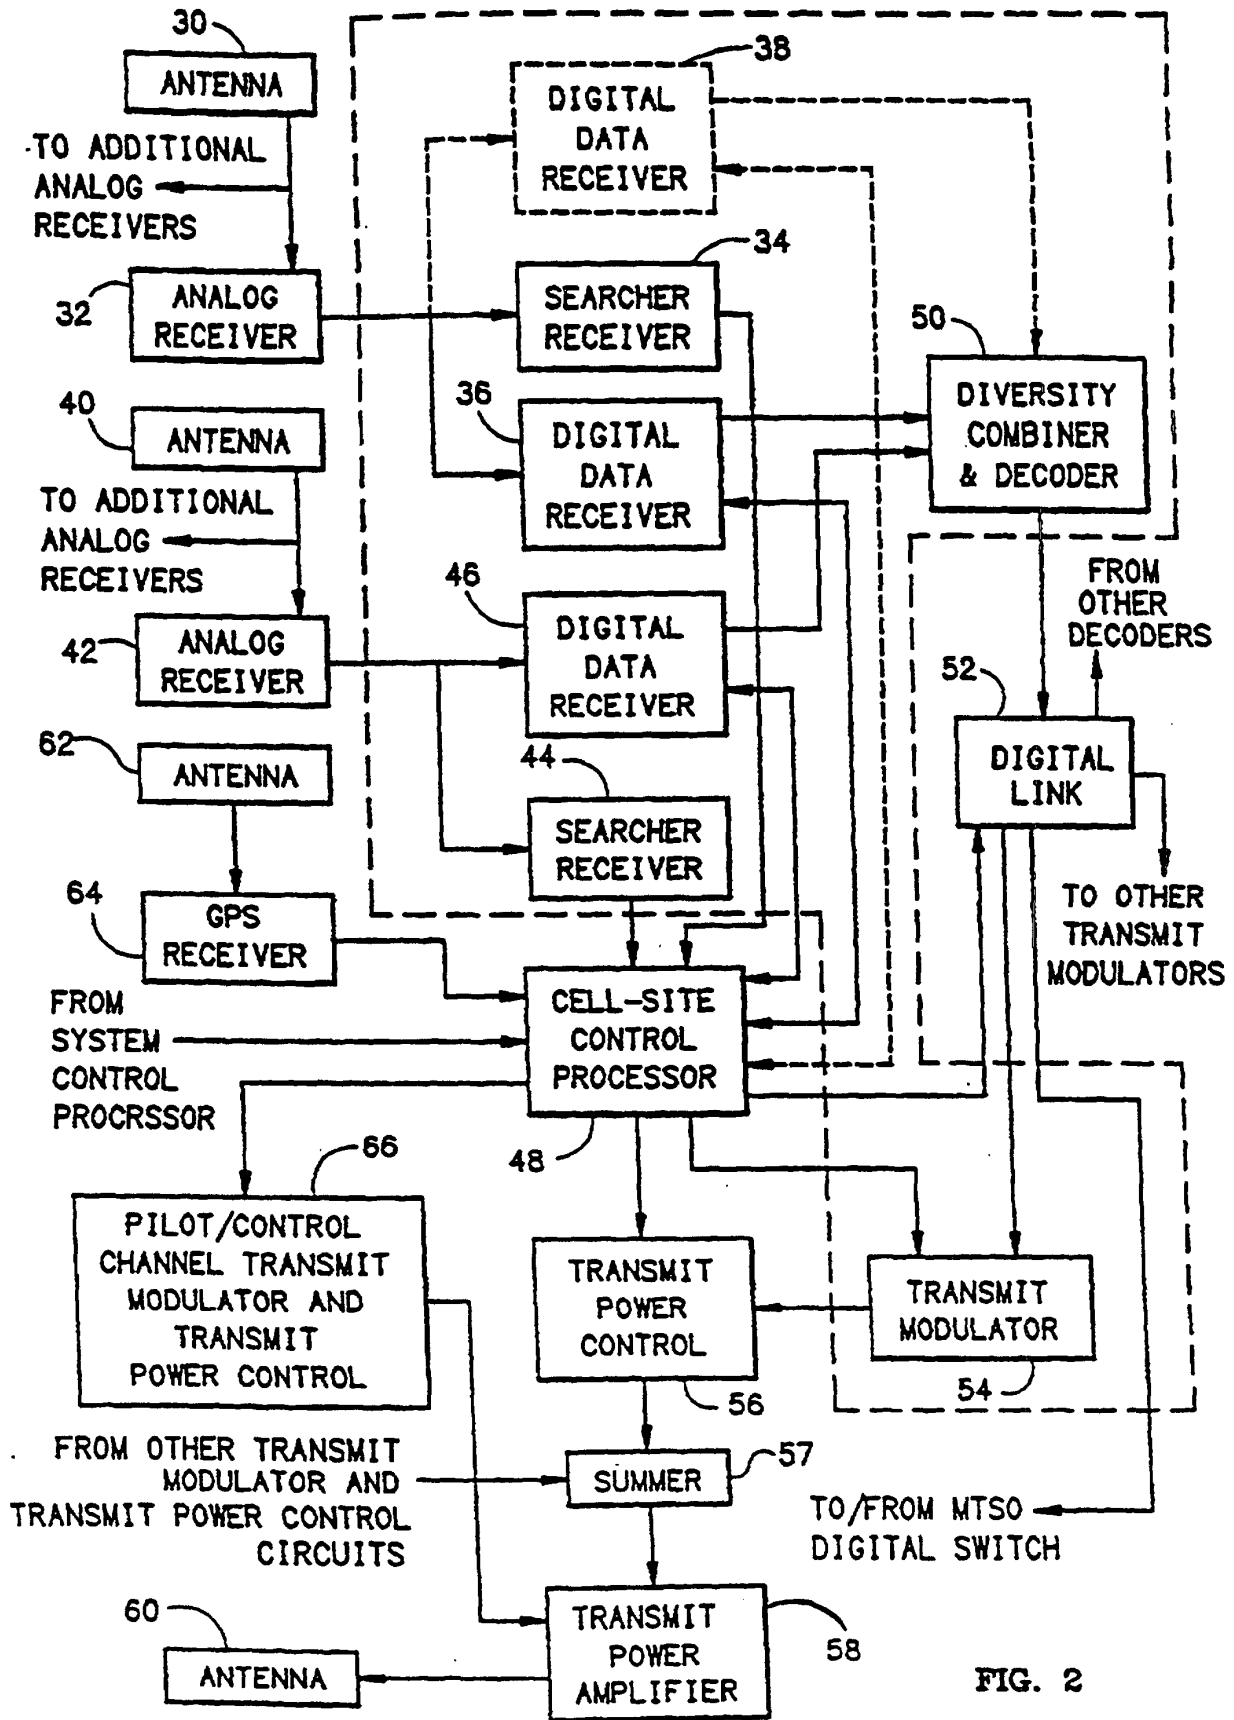 30
ANTENNA
TO ADDITIONAL
ANALOG
RECEIVERS
32
ANALOG
RECEIVER
40
ANTENNA
TO ADDITIONAL
ANALOG
RECEIVERS
42
ANALOG
RECEIVER
62
ANTENNA
64
GPS
RECEIVER
FROM
SYSTEM
CONTROL
PROCRSSOR
38
DIGITAL
DATA
RECEIVER
34
SEARCHER
RECEIVER
36
DIGITAL
DATA
RECEIVER
46
DIGITAL
DATA
RECEIVER
44
SEARCHER
RECEIVER
50
DIVERSITY
COMBINER
& DECODER
FROM
OTHER
DECODERS
52
DIGITAL
LINK
TO OTHER
TRANSMIT
MODULATORS
CELL-SITE
CONTROL
PROCESSOR
48
66
PILOT/CONTROL
CHANNEL TRANSMIT
MODULATOR AND
TRANSMIT
POWER CONTROL
TRANSMIT
POWER
CONTROL
56
TRANSMIT
MODULATOR
54
FROM OTHER TRANSMIT
MODULATOR AND
TRANSMIT POWER CONTROL
CIRCUITS
SUMMER
57
TO/FROM MTSO
DIGITAL SWITCH
60
ANTENNA
TRANSMIT
POWER
AMPLIFIER
58
FIG. 2